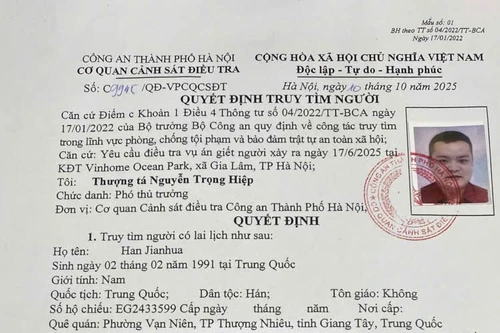 Mẫu số: 01
BH theo TT số 04/2022/TT-BCA
Ngày 17/01/2022
CÔNG AN THÀNH PHỐ HÀ NỘI
CƠ QUAN CẢNH SÁT ĐIỀU TRA
CỘNG HÒA XÃ HỘI CHỦ NGHĨA VIỆT NAM
Độc lập - Tự do - Hạnh phúc
Số: /QĐ-VPCQCSĐT
Hà Nội, ngày 10 tháng 10 năm 2025
QUYẾT ĐỊNH TRUY TÌM NGƯỜI
Căn cứ Điểm c Khoản 1 Điều 4 Thông tư số 04/2022/TT-BCA ngày
17/01/2022 của Bộ trưởng Bộ Công an quy định về công tác truy tìm
trong lĩnh vực phòng, chống tội phạm và bảo đảm trật tự an toàn xã hội;
Căn cứ: Yêu cầu điều tra vụ án giết người xảy ra ngày 17/6/2025 tại
KĐT Vinhome Ocean Park, xã Gia Lâm, TP Hà Nội;
Tôi: Thượng tá Nguyễn Trọng Hiệp
Chức danh: Phó thủ trưởng
Đơn vị: Cơ quan Cảnh sát điều tra Công an Thành phố Hà Nội.
QUYẾT ĐỊNH
1. Truy tìm người có lai lịch như sau:
Họ tên: Han Jianhua
Sinh ngày 02 tháng 02 năm 1991 tại Trung Quốc
Giới tính: Nam
Quốc tịch: Trung Quốc; Dân tộc: Hán; Tôn giáo: Không
Số hộ chiếu: EG2433599 Cấp ngày tháng năm Nơi cấp:
Quê quán: Phường Vạn Niên, TP Thượng Nhiêu, tỉnh Giang Tây, Trung Quốc